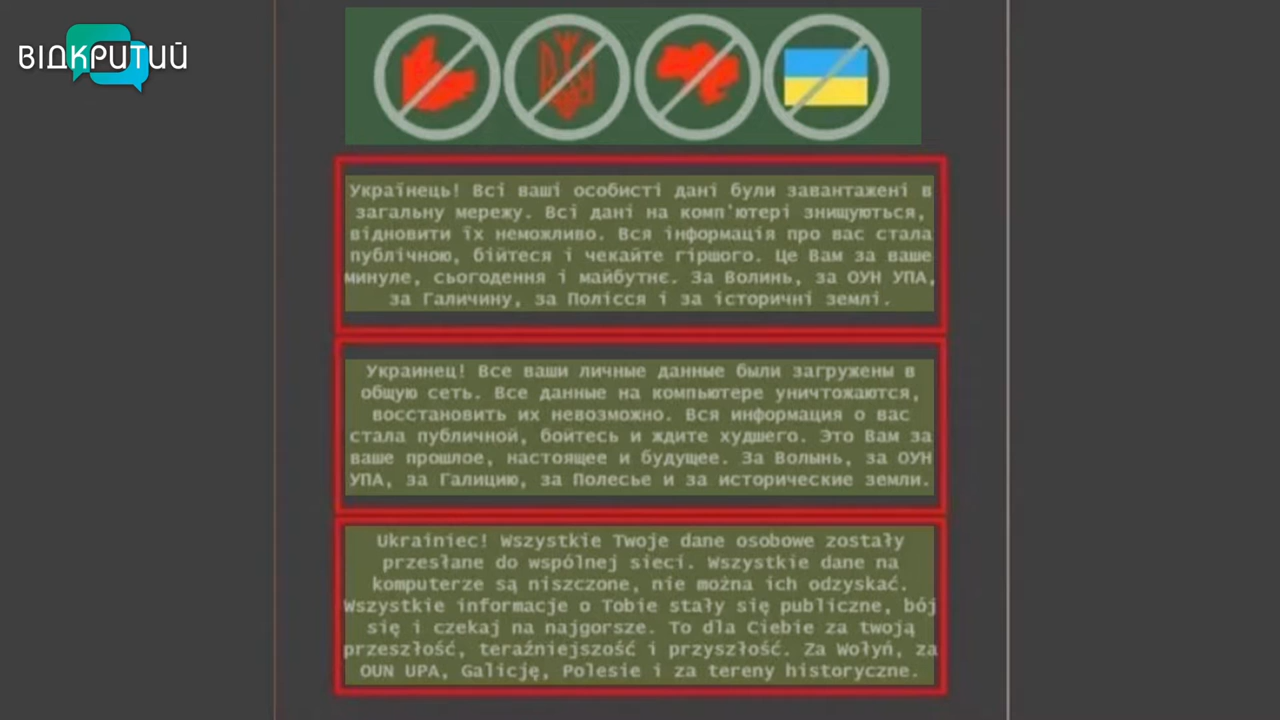 ВІДКРИТИЙ
Українець! Всі ваші особисті дані були завантажені в
загальну мережу. Всі дані на комп'ютері знищуються,
відновити їх неможливо. Вся інформація про вас стала
публічною, бійтеся і чекайте гіршого. Це Вам за ваше
минуле, сьогодення і майбутнє. За Волинь, за ОУН УПА,
за Галичину, за Полісся і за історичні землі.
Украинец! Все ваши личные данные были загружены в
общую сеть. Все данные на компьютере уничтожаются,
восстановить их невозможно. Вся информация о вас
стала публичной, бойтесь и ждите худшего. Это Вам за
ваше прошлое, настоящее и будущее. За Волынь, за ОУН
УПА, за Галицию, за Полесье и за исторические земли.
Ukrainiec! Wszystkie Twoje dane osobowe zostały
przesłane do wspólnej sieci. Wszystkie dane na
komputerze są niszczone, nie można ich odzyskać.
Wszystkie informacje o Tobie stały się publiczne, bój
się i czekaj na najgorsze. To dla Ciebie za twoją
przeszłość, teraźniejszość i przyszłość. Za Wołyń, za
OUN UPA, Galicję, Polesie i za tereny historyczne.